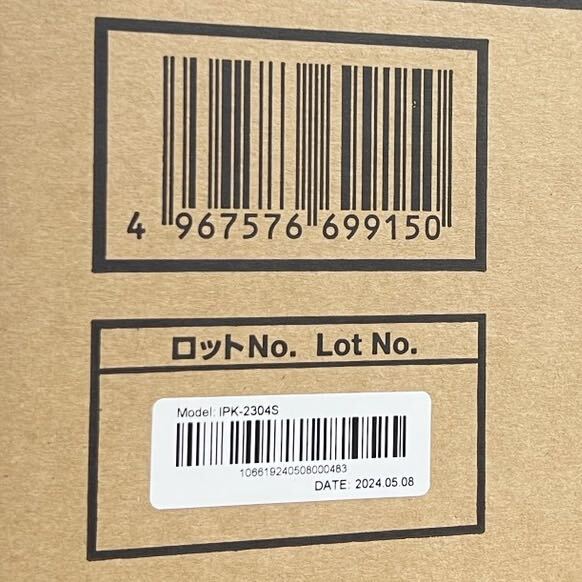 4 967576 699150
ロットNo. Lot No.
Model: IPK-2304S
106619240508000483
DATE: 2024.05.08